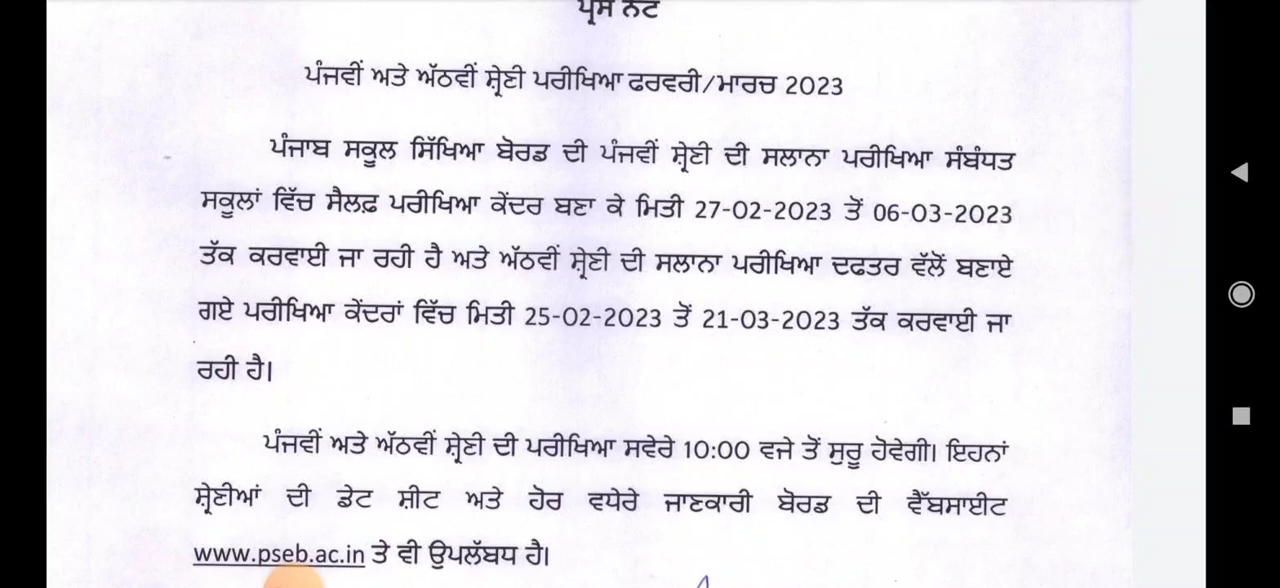 ਪ੍ਰੈਸ ਨੋਟ
ਪੰਜਵੀਂ ਅਤੇ ਅੱਠਵੀਂ ਸ਼੍ਰੇਣੀ ਪਰੀਖਿਆ ਫਰਵਰੀ/ਮਾਰਚ 2023
ਪੰਜਾਬ ਸਕੂਲ ਸਿੱਖਿਆ ਬੋਰਡ ਦੀ ਪੰਜਵੀਂ ਸ਼੍ਰੇਣੀ ਦੀ ਸਲਾਨਾ ਪਰੀਖਿਆ ਸੰਬੰਧਤ
ਸਕੂਲਾਂ ਵਿੱਚ ਸੈਲਫ਼ ਪਰੀਖਿਆ ਕੇਂਦਰ ਬਣਾ ਕੇ ਮਿਤੀ 27-02-2023 ਤੋਂ 06-03-2023
ਤੱਕ ਕਰਵਾਈ ਜਾ ਰਹੀ ਹੈ ਅਤੇ ਅੱਠਵੀਂ ਸ਼੍ਰੇਣੀ ਦੀ ਸਲਾਨਾ ਪਰੀਖਿਆ ਦਫਤਰ ਵੱਲੋਂ ਬਣਾਏ
ਗਏ ਪਰੀਖਿਆ ਕੇਂਦਰਾਂ ਵਿੱਚ ਮਿਤੀ 25-02-2023 ਤੋਂ 21-03-2023 ਤੱਕ ਕਰਵਾਈ ਜਾ
ਰਹੀ ਹੈ।
ਪੰਜਵੀਂ ਅਤੇ ਅੱਠਵੀਂ ਸ਼੍ਰੇਣੀ ਦੀ ਪਰੀਖਿਆ ਸਵੇਰੇ 10:00 ਵਜੇ ਤੋਂ ਸ਼ੁਰੂ ਹੋਵੇਗੀ। ਇਹਨਾਂ
ਸ਼੍ਰੇਣੀਆਂ ਦੀ ਡੇਟ ਸ਼ੀਟ ਅਤੇ ਹੋਰ ਵਧੇਰੇ ਜਾਣਕਾਰੀ ਬੋਰਡ ਦੀ ਵੈੱਬਸਾਈਟ
www.pseb.ac.in ਤੇ ਵੀ ਉਪਲੱਬਧ ਹੈ।